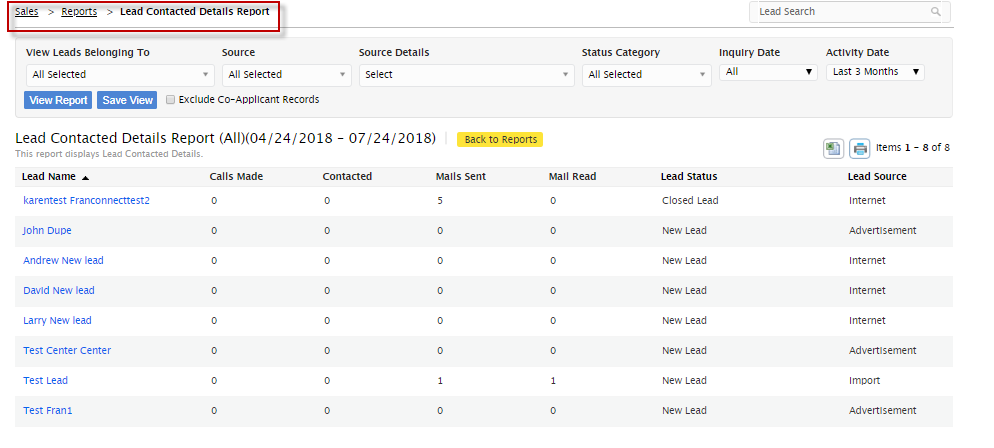 Sales > Reports > Lead Contacted Details Report
Lead Search
View Leads Belonging To Source Source Details Status Category Inquiry Date Activity Date
All Selected All Selected Select All Selected All Last 3 Months
View Report Save View Exclude Co-Applicant Records
Lead Contacted Details Report (All)(04/24/2018 - 07/24/2018) Back to Reports
This report displays Lead Contacted Details.
Items 1 - 8 of 8
Lead Name Calls Made Contacted Mails Sent Mail Read Lead Status Lead Source
karentest Franconnecttest2 0 0 5 0 Closed Lead Internet
John Dupe 0 0 0 0 New Lead Advertisement
Andrew New lead 0 0 0 0 New Lead Internet
David New lead 0 0 0 0 New Lead Internet
Larry New lead 0 0 0 0 New Lead Internet
Test Center Center 0 0 0 0 New Lead Advertisement
Test Lead 0 0 1 1 New Lead Import
Test Fran1 0 0 0 0 New Lead Advertisement